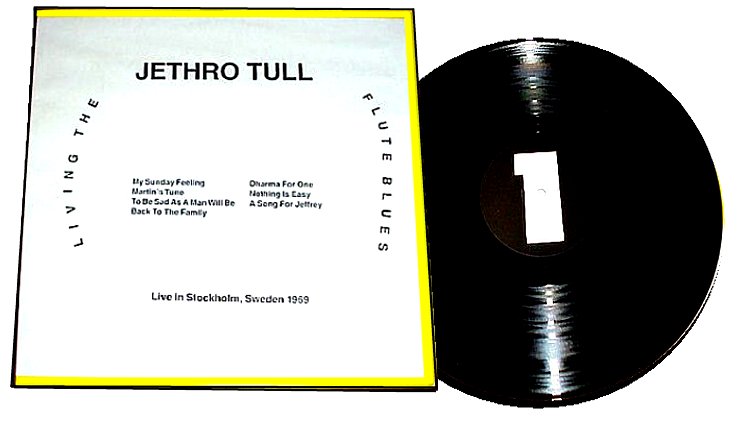 JETHRO TULL
LIVING THE
FLUTE BLUES
My Sunday Feeling
Martin's Tune
To Be Sad As A Man Will Be
Back To The Family
Dharma For One
Nothing Is Easy
A Song For Jeffrey
Live In Stockholm, Sweden 1969
1